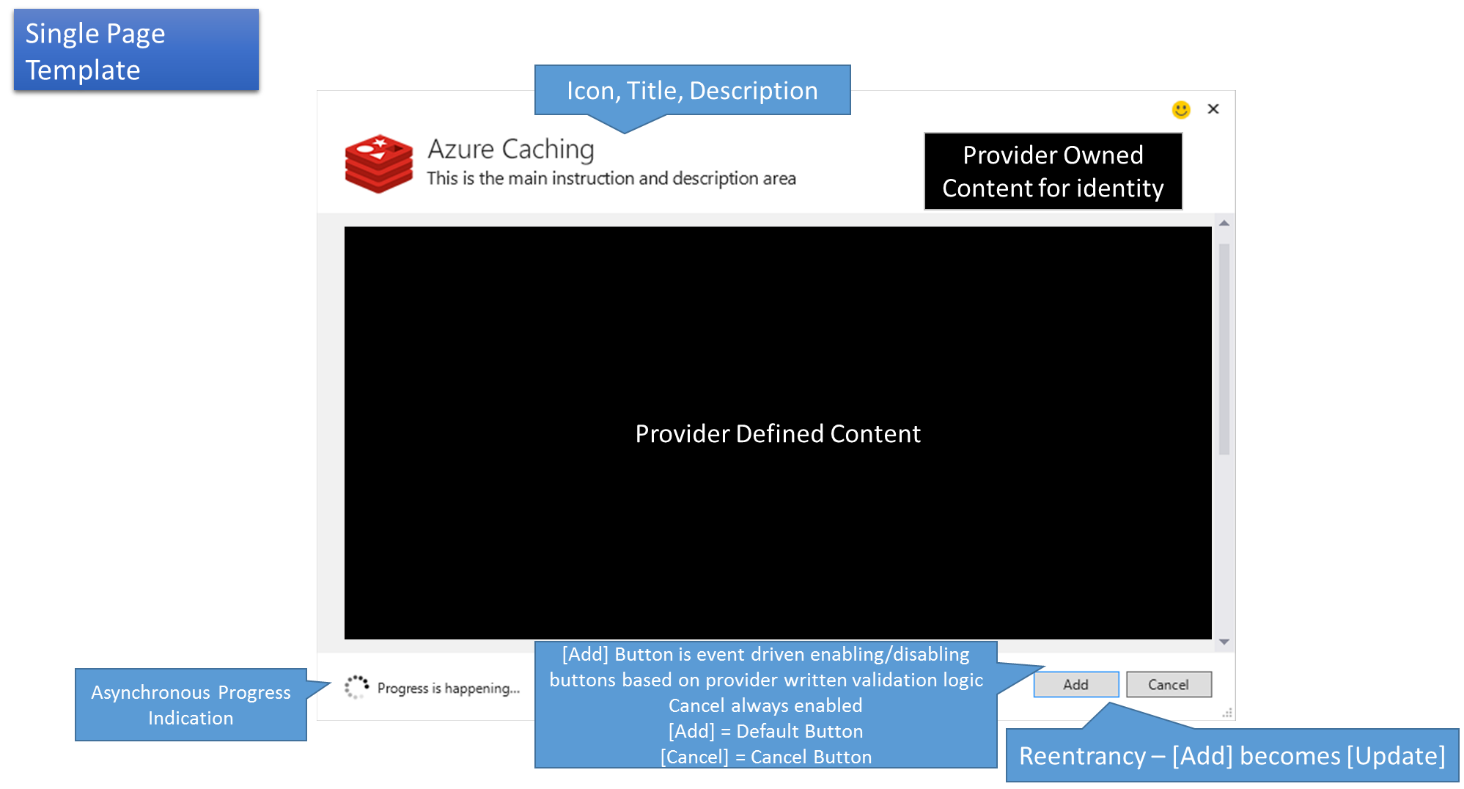 Single Page
Template
Icon, Title, Description
Azure Caching
This is the main instruction and description area
Provider Owned
Content for identity
Provider Defined Content
Asynchronous Progress
Indication
Progress is happening...
[Add] Button is event driven enabling/disabling
buttons based on provider written validation logic
Cancel always enabled
[Add] = Default Button
[Cancel] = Cancel Button
Add
Cancel
Reentrancy – [Add] becomes [Update]